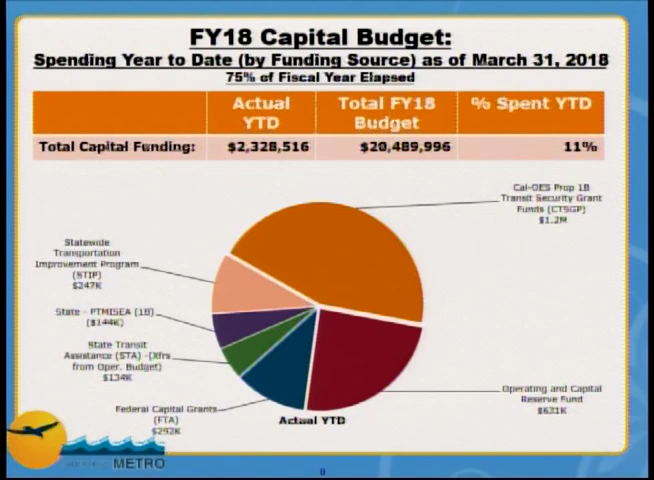 FY18 Capital Budget:
Spending Year to Date (by Funding Source) as of March 31, 2018
75% of Fiscal Year Elapsed
Actual YTD
Total FY18 Budget
% Spent YTD
Total Capital Funding:
$2,328,516
$20,489,996
11%
Cal-OES Prop 1B
Transit Security Grant
Funds (CTSGP)
$1.2M
Statewide
Transportation
Improvement Program
(STIP)
$247K
State - PTMISEA (1B)
($144K)
State Transit
Assistance (STA) -(Xfrs
from Oper. Budget)
$134K
Federal Capital Grants
(FTA)
$292K
Operating and Capital
Reserve Fund
$631K
Actual YTD
METRO